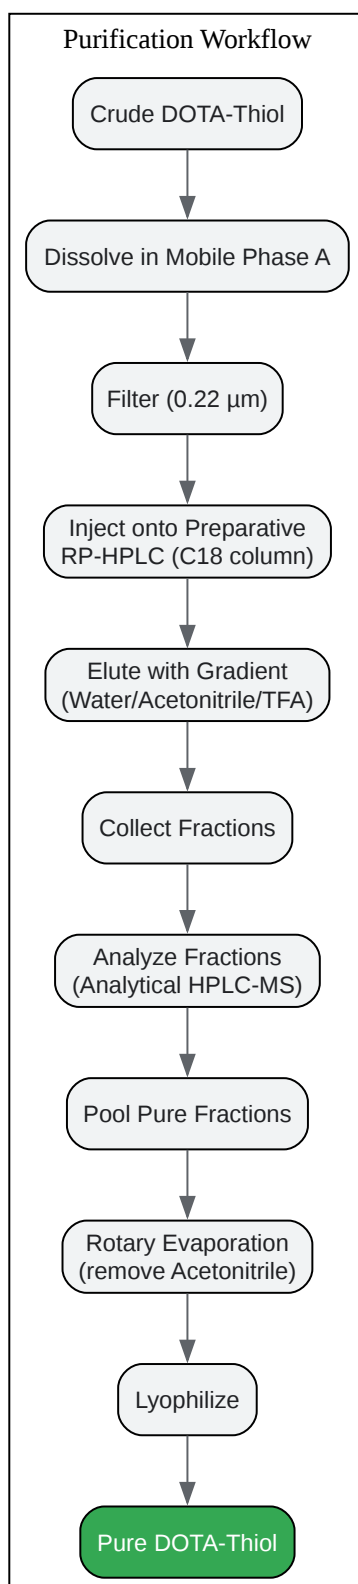 Purification Workflow
Crude DOTA-Thiol
Dissolve in Mobile Phase A
Filter (0.22 µm)
Inject onto Preparative
RP-HPLC (C18 column)
Elute with Gradient
(Water/Acetonitrile/TFA)
Collect Fractions
Analyze Fractions
(Analytical HPLC-MS)
Pool Pure Fractions
Rotary Evaporation
(remove Acetonitrile)
Lyophilize
Pure DOTA-Thiol